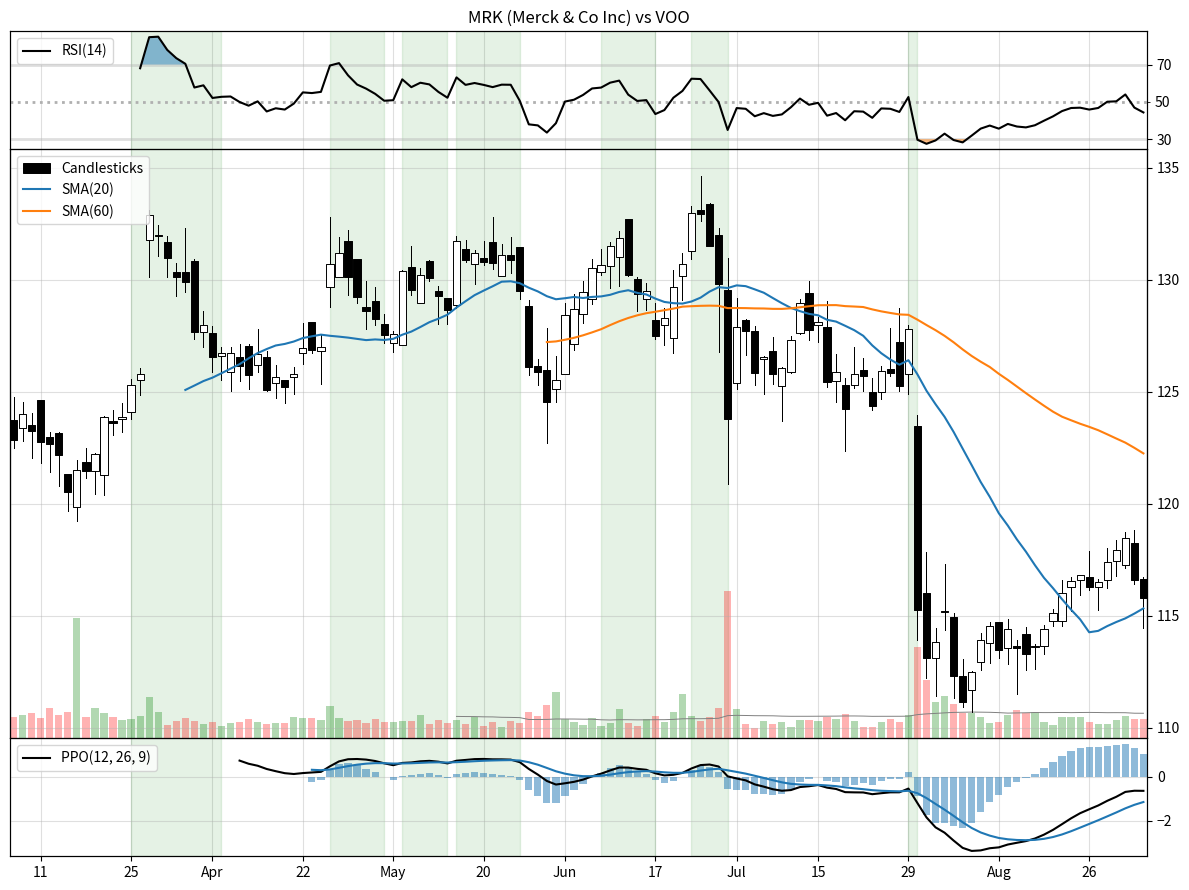 MRK (Merck & Co Inc) vs VOO
RSI(14)
70
50
30
Candlesticks
SMA(20)
SMA(60)
135
130
125
120
115
110
PPO(12, 26, 9)
0
−2
11 25 Apr 22 May 20 Jun 17 Jul 15 29 Aug 26